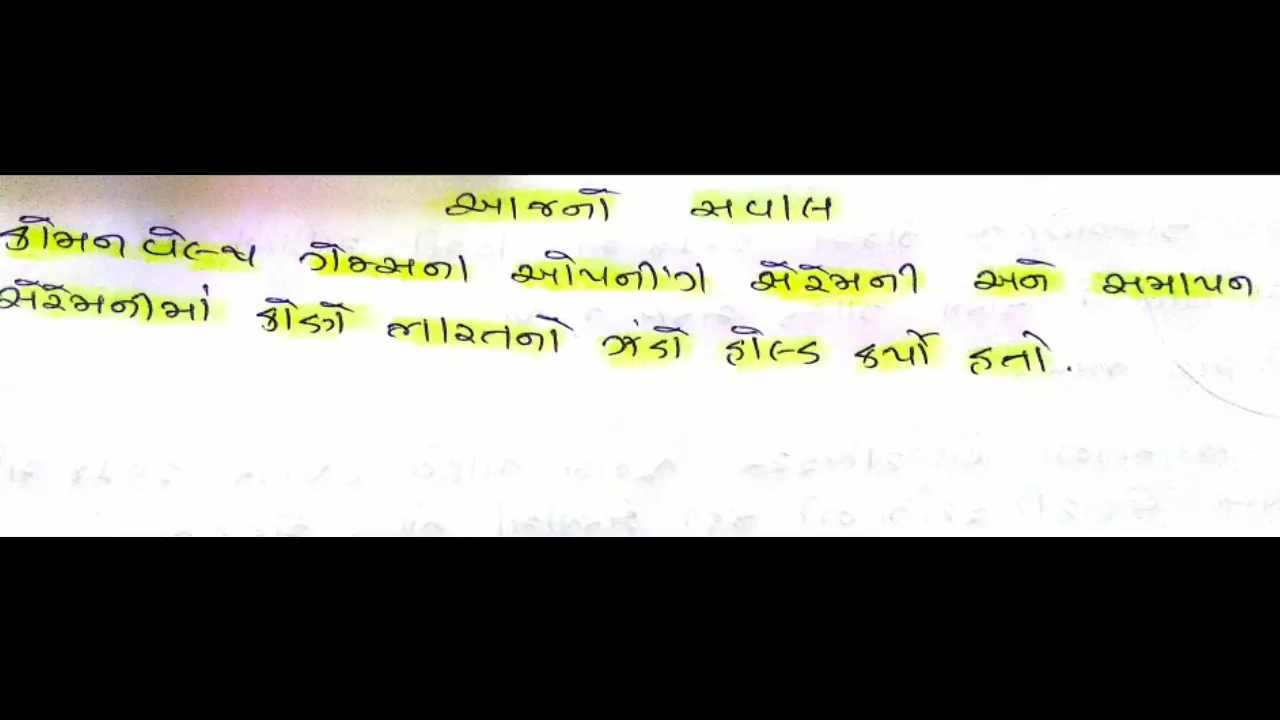 આજનો સવાલ
કોમનવેલ્થ ગેમ્સના ઓપનીંગ સેરેમની અને સમાપન
સેરેમનીમાં કોણે ભારતનો ઝંડો હોલ્ડ કર્યો હતો.